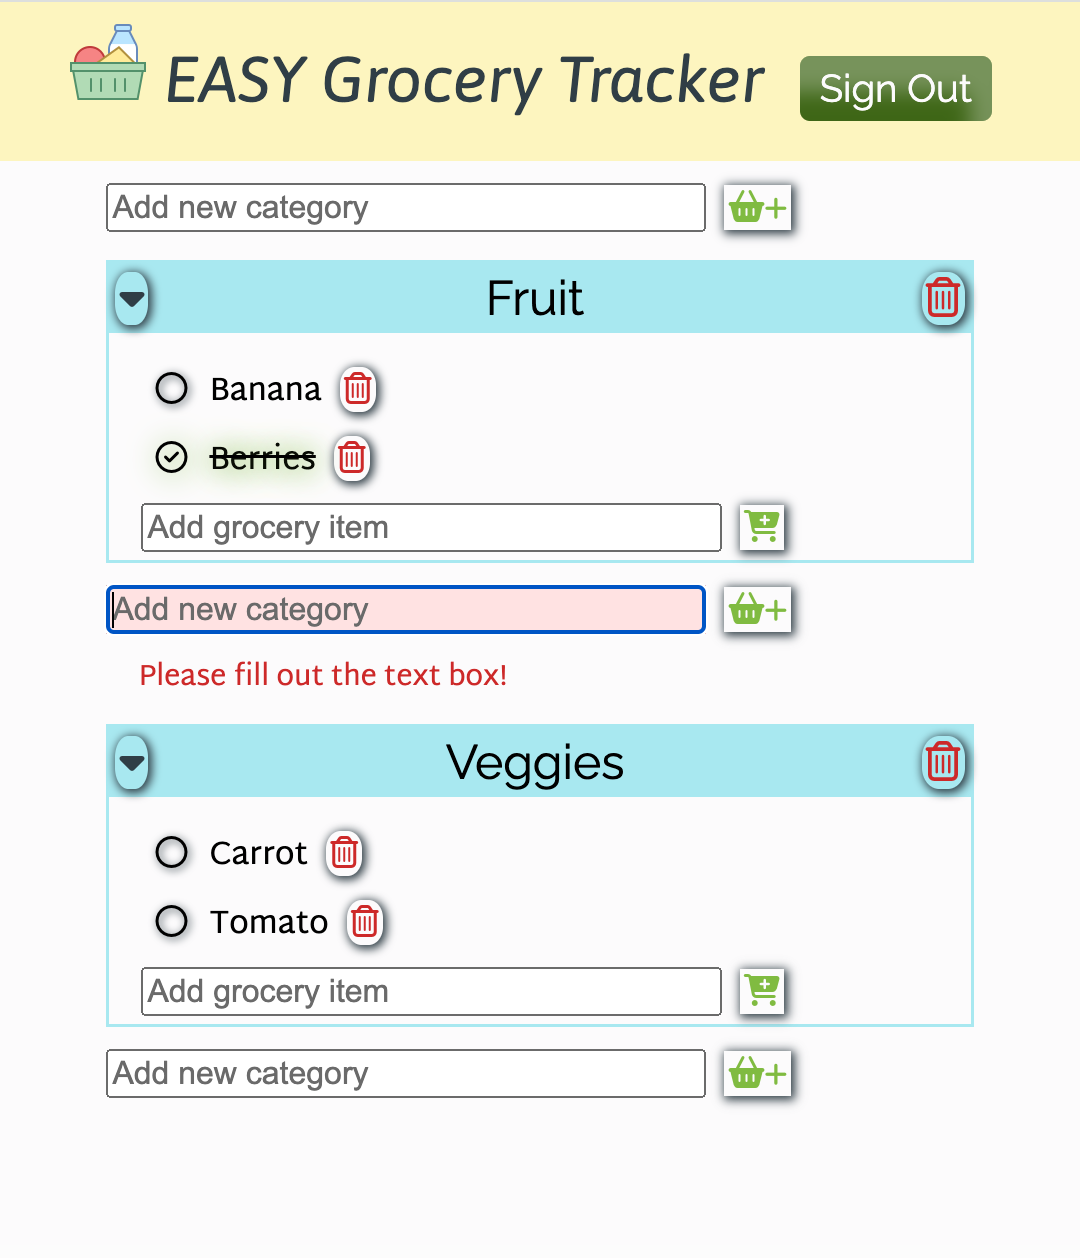 EASY Grocery Tracker
Sign Out
Add new category
Fruit
Banana
Berries
Add grocery item
Add new category
Please fill out the text box!
Veggies
Carrot
Tomato
Add grocery item
Add new category